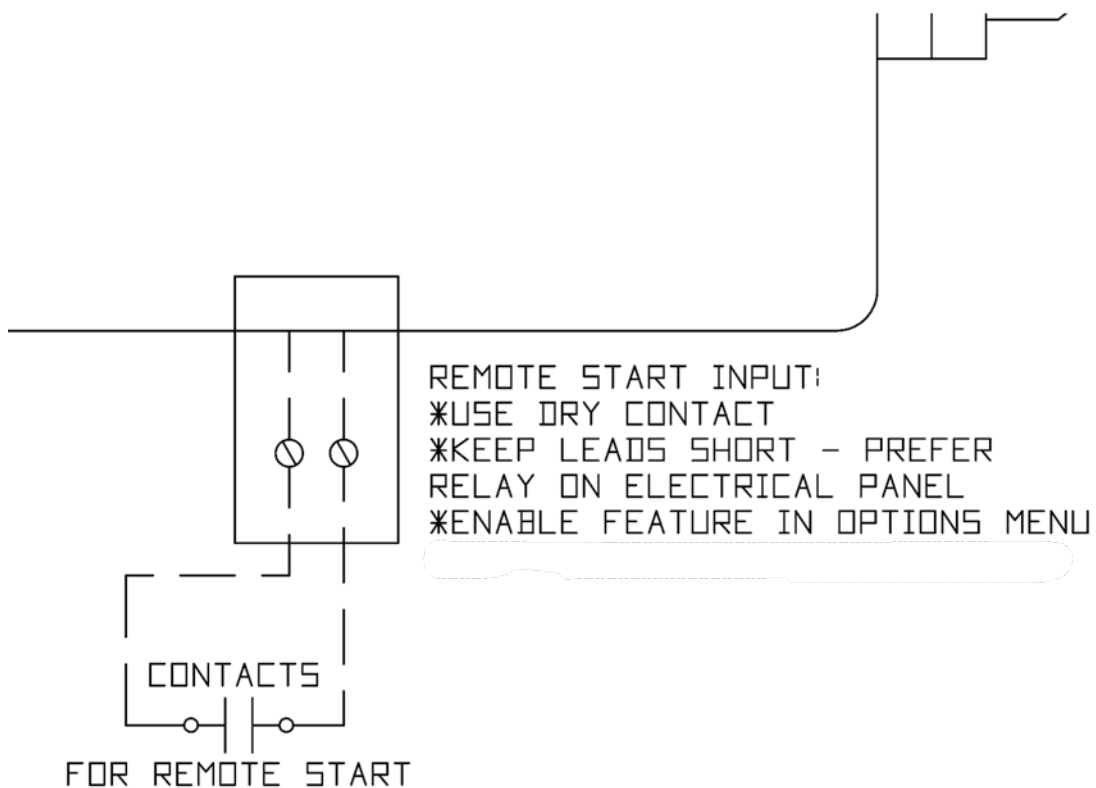 REMOTE START INPUT:
*USE DRY CONTACT
*KEEP LEADS SHORT - PREFER
RELAY ON ELECTRICAL PANEL
*ENABLE FEATURE IN OPTIONS MENU
CONTACTS
FOR REMOTE START